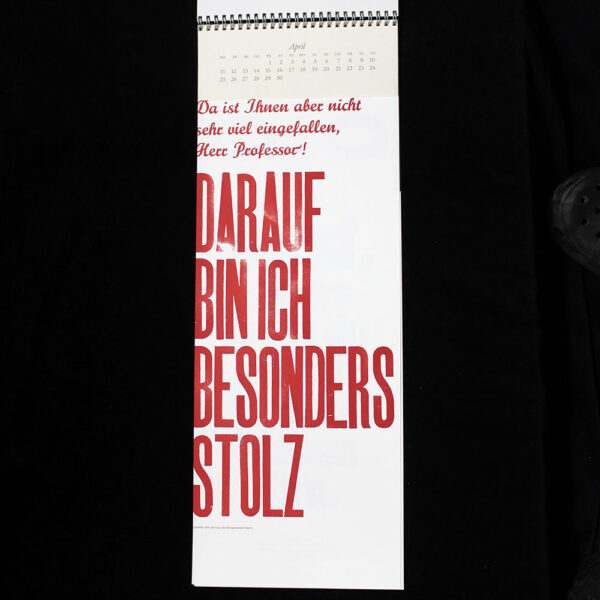 April
1 2 3 4 5 6 7 8 9 10
11 12 13 14 15 16 17 18 19 20 21 22 23 24
25 26 27 28 29 30
Da ist Ihnen aber nicht
sehr viel eingefallen,
Herr Professor!
DARAUF
BIN ICH
BESONDERS
STOLZ